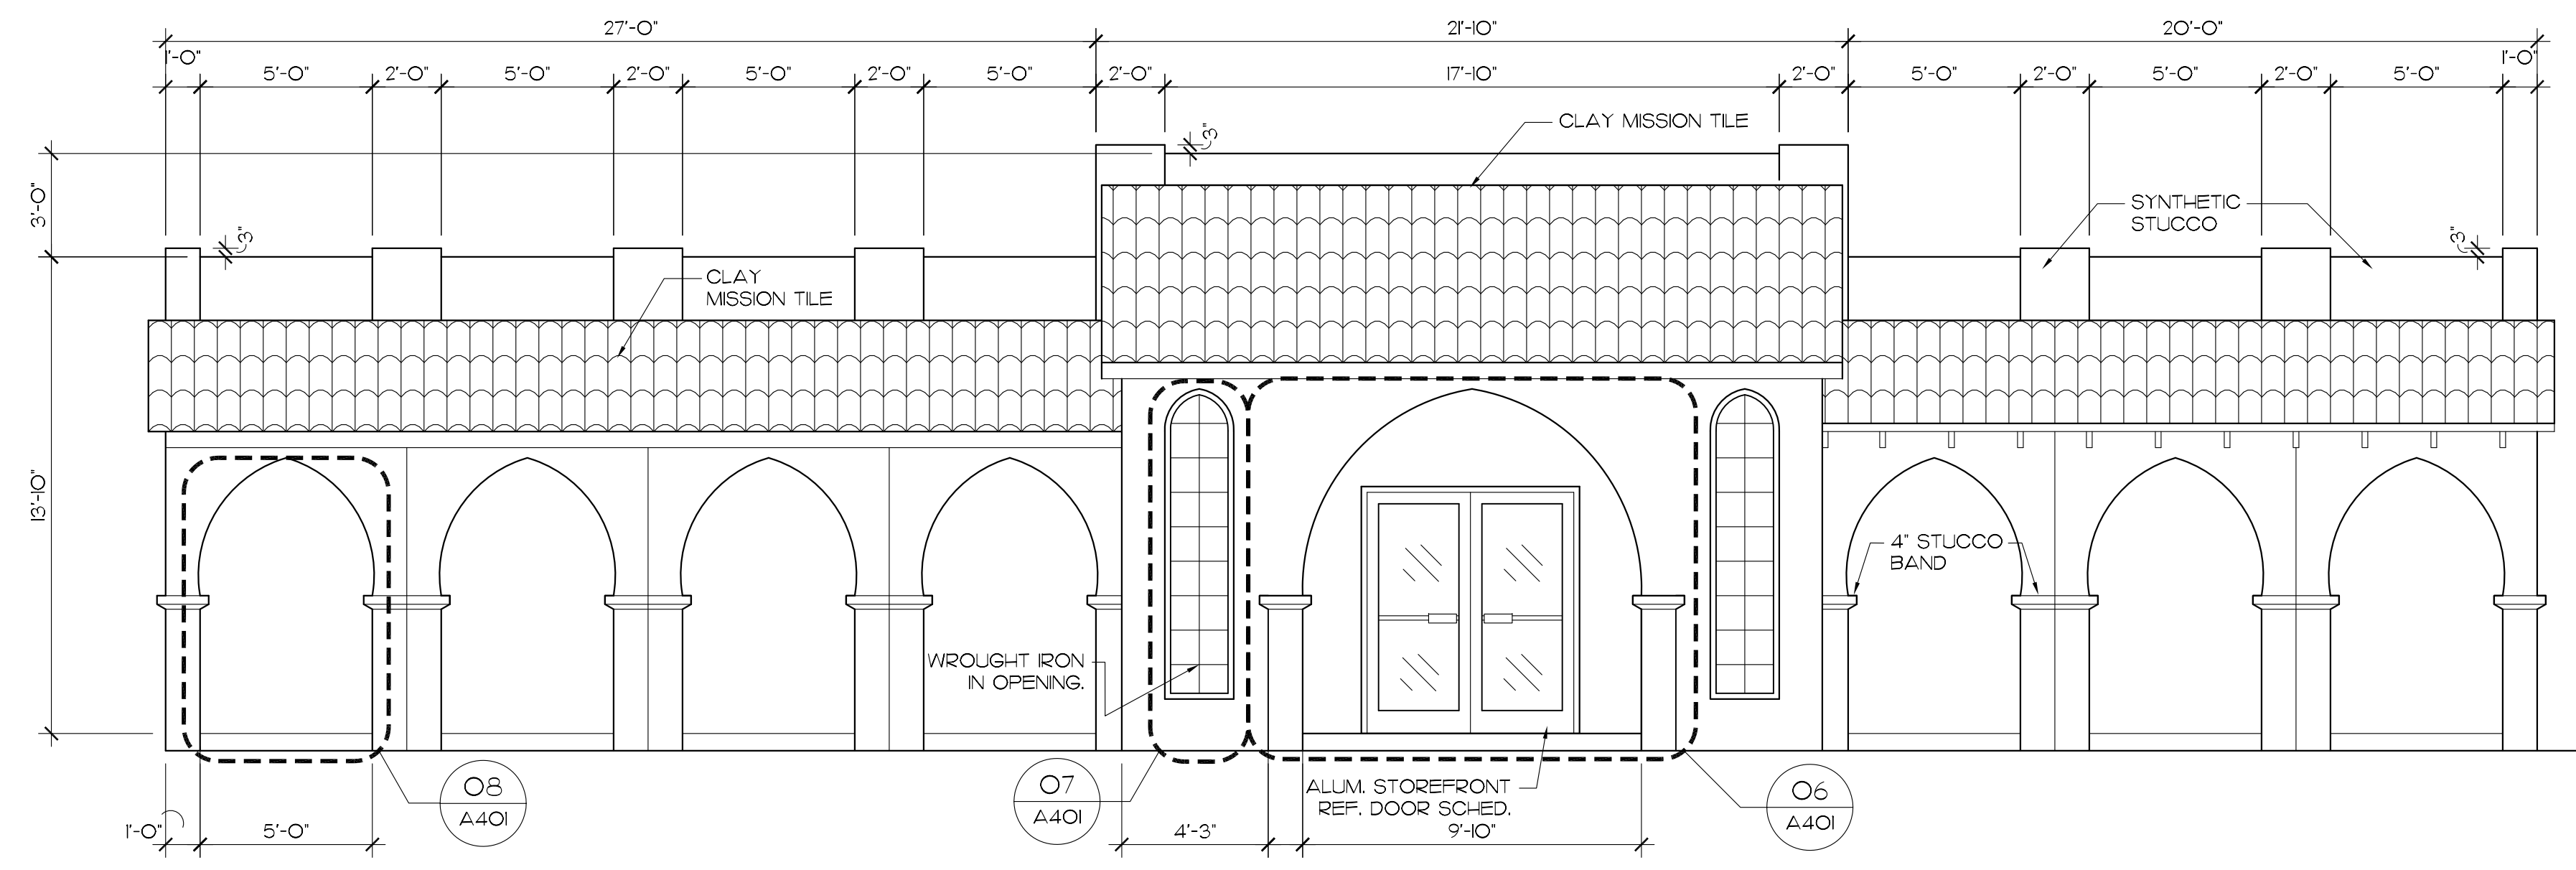 27'-0"
21'-10"
20'-0"
1'-0"
5'-0"
2'-0"
5'-0"
2'-0"
5'-0"
2'-0"
5'-0"
2'-0"
17'-10"
2'-0"
5'-0"
2'-0"
5'-0"
2'-0"
5'-0"
1'-0"
CLAY MISSION TILE
3"
3'-0"
SYNTHETIC
STUCCO
3"
3"
CLAY
MISSION TILE
13'-10"
4" STUCCO
BAND
WROUGHT IRON
IN OPENING.
08
A401
07
A401
ALUM. STOREFRONT
REF. DOOR SCHED.
06
A401
1'-0"
5'-0"
4'-3"
9'-10"